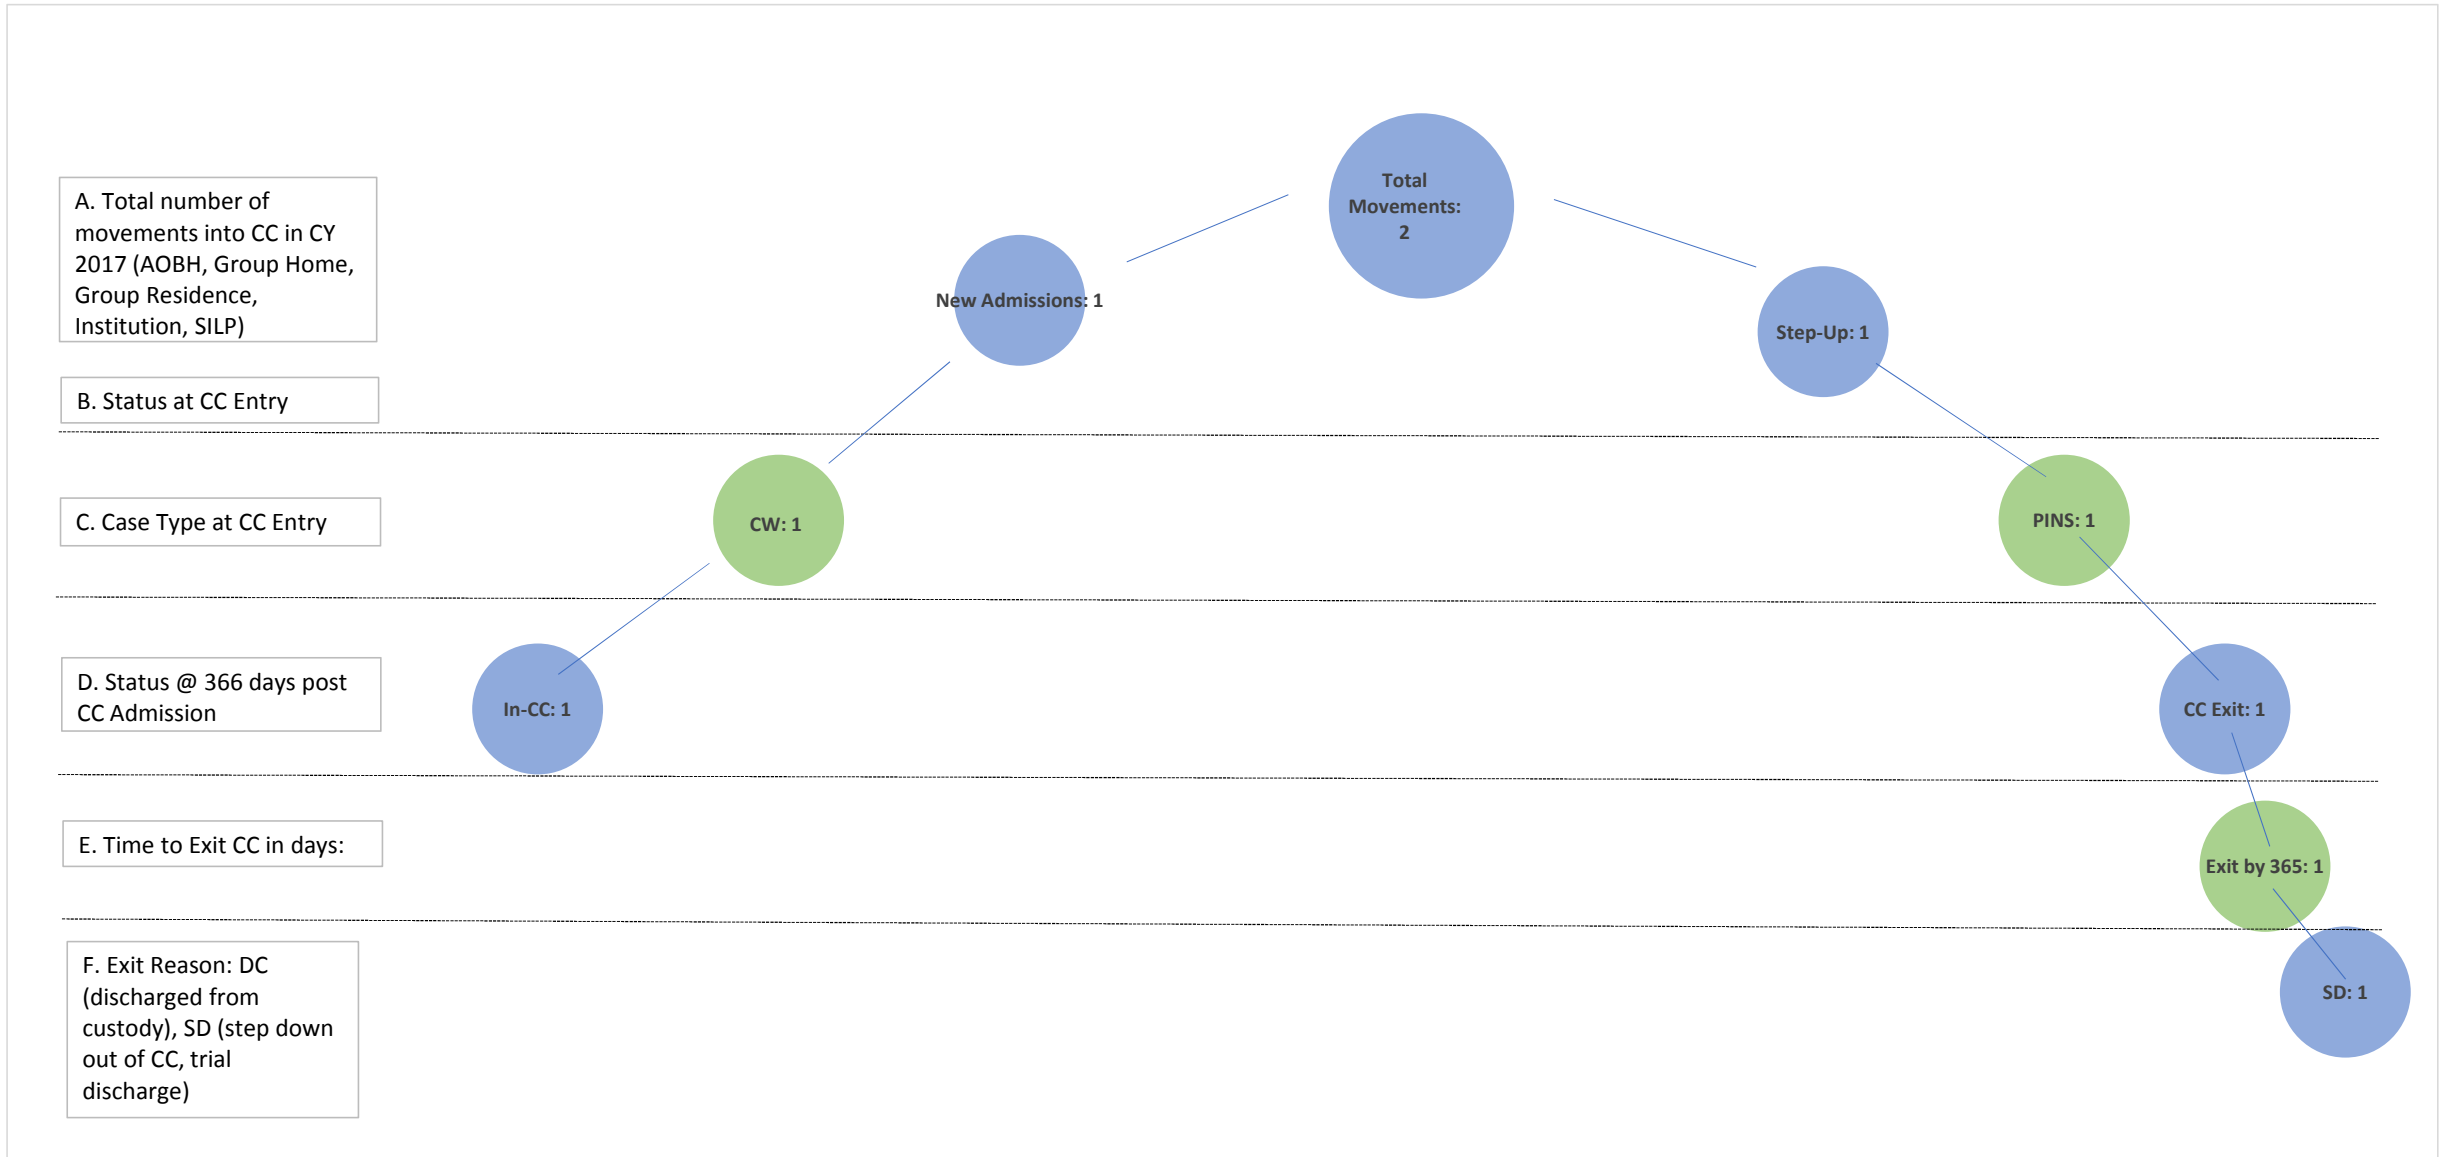 Total
Movements:
2
A. Total number of
movements into CC in CY
2017 (AOBH, Group Home,
Group Residence,
Institution, SILP)
New Admissions: 1
Step-Up: 1
B. Status at CC Entry
C. Case Type at CC Entry
CW: 1
PINS: 1
D. Status @ 366 days post
CC Admission
In-CC: 1
CC Exit: 1
E. Time to Exit CC in days:
Exit by 365: 1
F. Exit Reason: DC
(discharged from
custody), SD (step down
out of CC, trial
discharge)
SD: 1